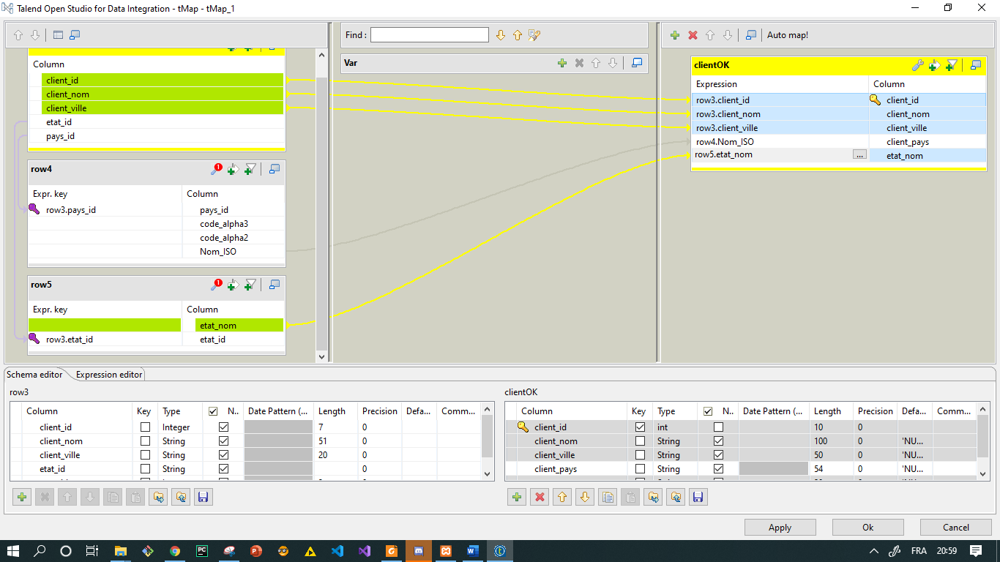 Talend Open Studio for Data Integration - tMap - tMap_1
Find :
Auto map!
Column
client_id
client_nom
client_ville
etat_id
pays_id
row4
Expr. key Column
row3.pays_id pays_id
code_alpha3
code_alpha2
Nom_ISO
row5
Expr. key Column
etat_nom
row3.etat_id etat_id
Var
clientOK
Expression Column
row3.client_id client_id
row3.client_nom client_nom
row3.client_ville client_ville
row4.Nom_ISO client_pays
row5.etat_nom ... etat_nom
Schema editor Expression editor
row3
Column Key Type N.. Date Pattern (... Length Precision Defa... Comm...
client_id Integer 7 0
client_nom String 51 0
client_ville String 20 0
etat_id String 0
clientOK
Column Key Type N.. Date Pattern (... Length Precision Defa... Comm...
client_id int 10 0
client_nom String 100 0 'NU...
client_ville String 50 0 'NU...
client_pays String 54 0 'NU...
Apply Ok Cancel
FRA 20:59